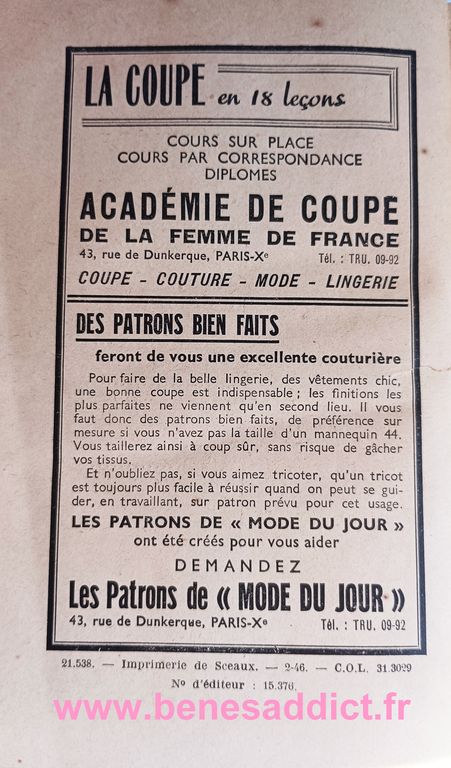 LA COUPE en 18 leçons
COURS SUR PLACE
COURS PAR CORRESPONDANCE
DIPLOMES
ACADÉMIE DE COUPE
DE LA FEMME DE FRANCE
43, rue de Dunkerque, PARIS-Xᵉ Tél. : TRU. 09-92
COUPE - COUTURE - MODE - LINGERIE
DES PATRONS BIEN FAITS
feront de vous une excellente couturière
Pour faire de la belle lingerie, des vêtements chic,
une bonne coupe est indispensable ; les finitions les
plus parfaites ne viennent qu'en second lieu. Il vous
faut donc des patrons bien faits, de préférence sur
mesure si vous n'avez pas la taille d'un mannequin 44.
Vous taillerez ainsi à coup sûr, sans risque de gâcher
vos tissus.
Et n'oubliez pas, si vous aimez tricoter, qu'un tricot
est toujours plus facile à réussir quand on peut se gui-
der, en travaillant, sur patron prévu pour cet usage.
LES PATRONS DE « MODE DU JOUR »
ont été créés pour vous aider
DEMANDEZ
Les Patrons de « MODE DU JOUR »
43, rue de Dunkerque, PARIS-Xᵉ Tél. : TRU. 09-92
21.538. — Imprimerie de Sceaux. — 2-46. — C.O.L. 31.3029
Nº d'éditeur : 15.376.
www.benesaddict.fr